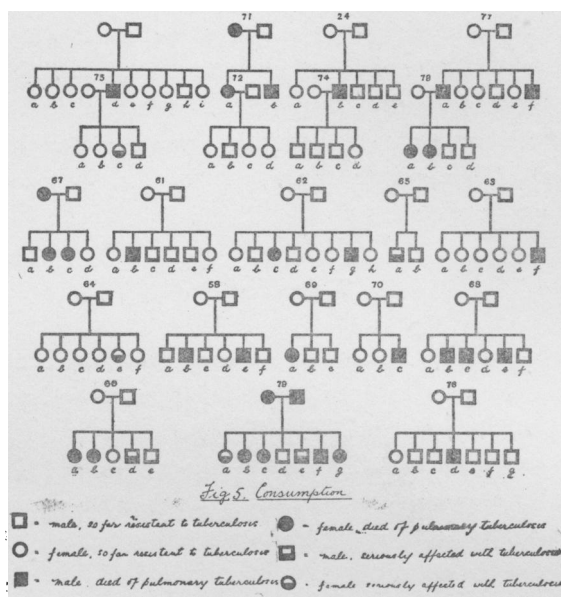 71 24 77
73 a b c d e f g h i 72 a b 74 a b c d e 78 a b c d e f
a b c d a b c d a b c d a b c d
67 61 62 65 63
a b c d a b c d e f a b c d e f g h a b a b c d e f
64 58 69 70 68
a b c d e f a b c d e f a b c a b c a b c d e f
79 76
a b c d e a b c d e f g a b c d e f g
Fig 5. Consumption
= male, so far resistant to tuberculosis
= female, died of pulmonary tuberculosis
= female, so far resistant to tuberculosis
= male, seriously affected with tuberculosis
= male, died of pulmonary tuberculosis
= female seriously affected with tuberculosis